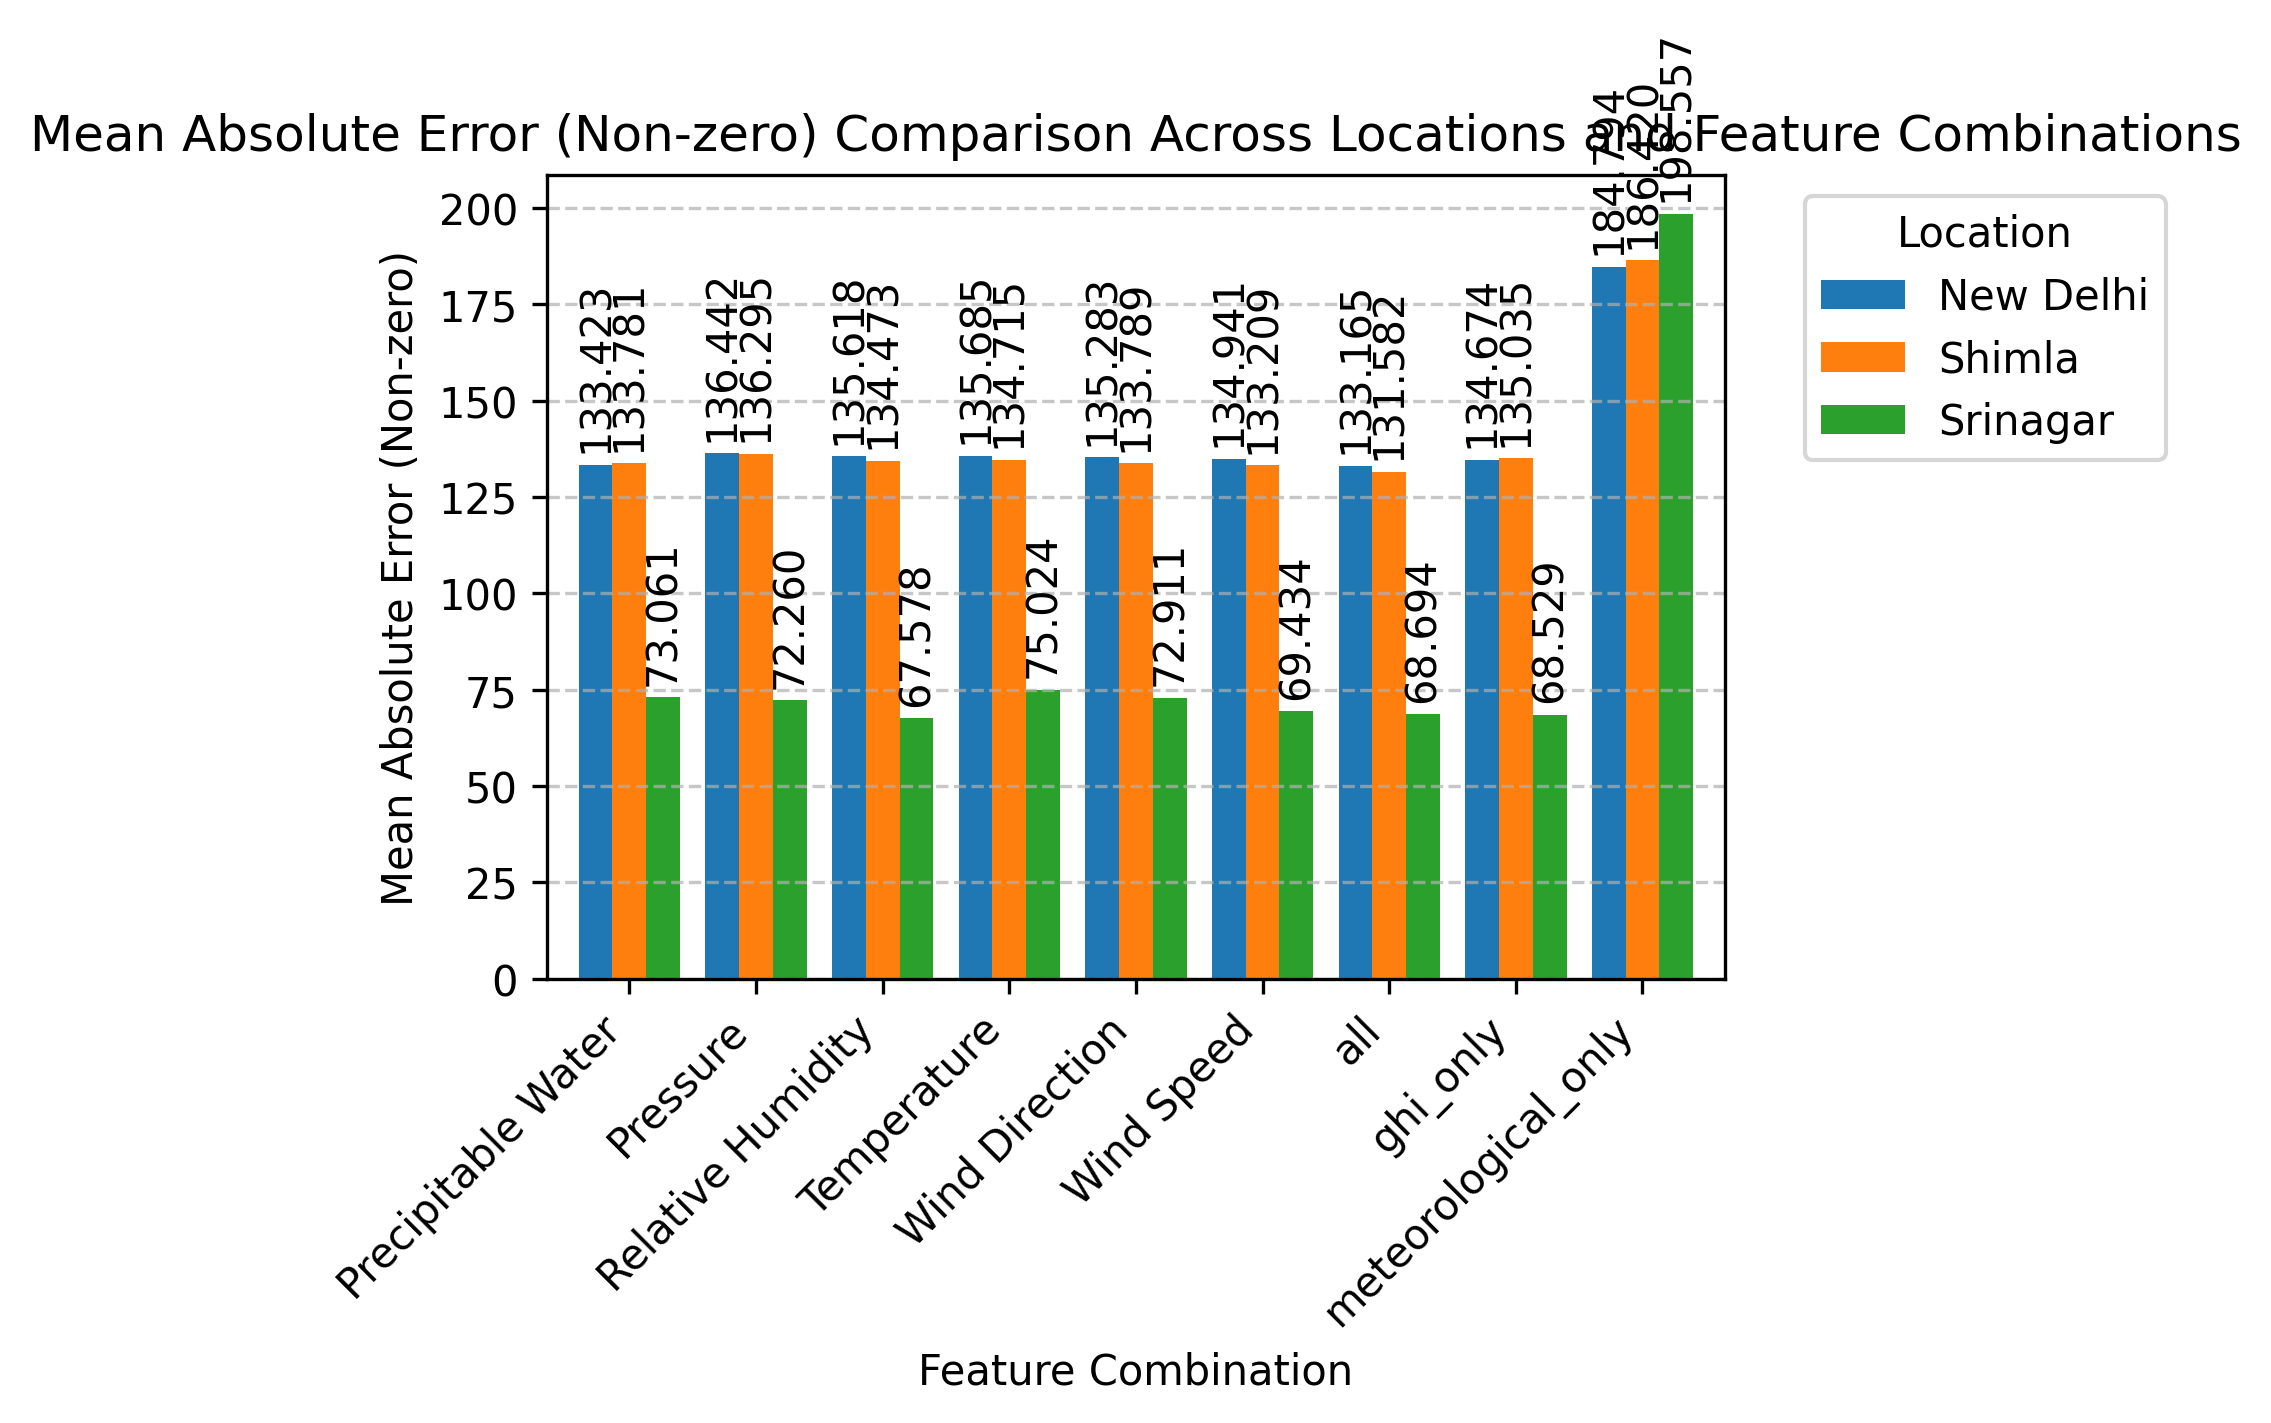 Mean Absolute Error (Non-zero) Comparison Across Locations and Feature Combinations
Mean Absolute Error (Non-zero)
200
175
150
125
100
75
50
25
0
133.423
133.781
73.061
136.442
136.295
72.260
135.618
134.473
67.578
135.685
134.715
75.024
135.283
133.789
72.911
134.941
133.209
69.434
133.165
131.582
68.694
134.674
135.035
68.529
184.794
186.420
198.557
Precipitable Water
Pressure
Relative Humidity
Temperature
Wind Direction
Wind Speed
all
ghi_only
meteorological_only
Feature Combination
Location
New Delhi
Shimla
Srinagar